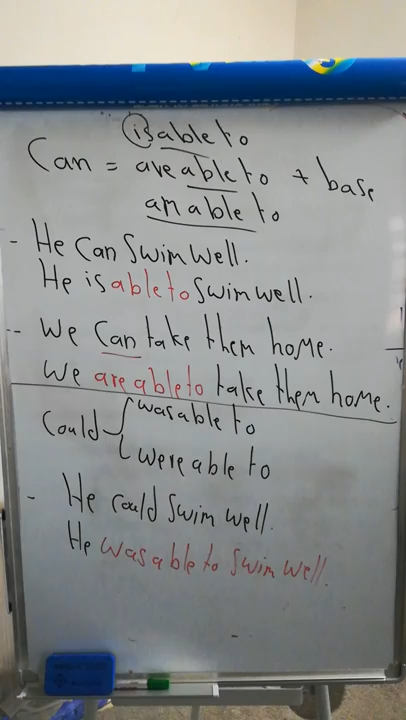 is able to
Can = are able to + base
am able to
- He can swim well.
He is able to swim well.
-- We can take them home.
We are able to take them home.
Could { was able to
were able to
- He could swim well.
He was able to swim well.